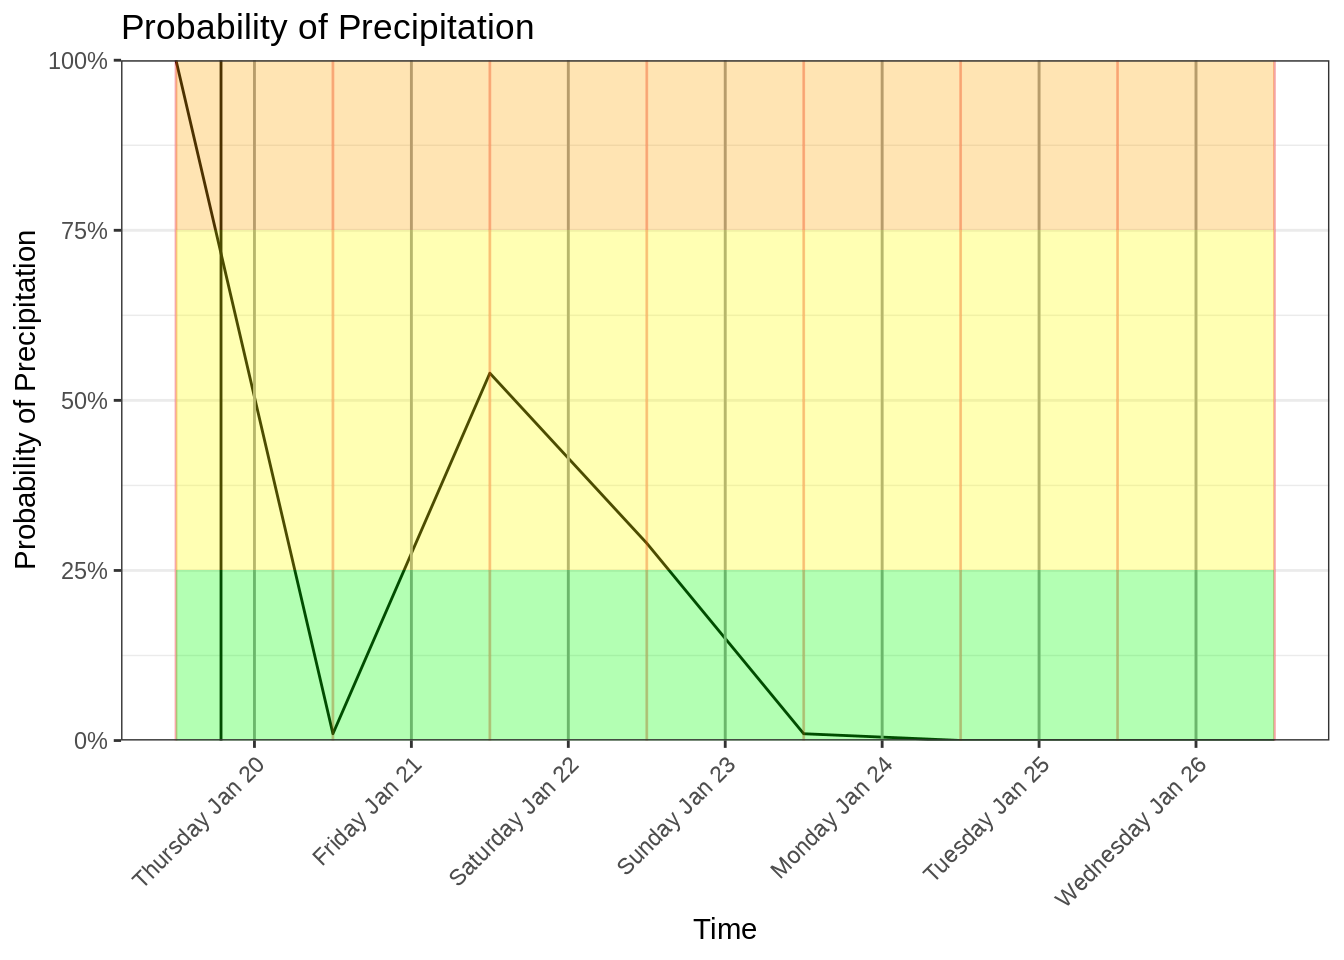 Probability of Precipitation
Probability of Precipitation
100%
75%
50%
25%
0%
Thursday Jan 20
Friday Jan 21
Saturday Jan 22
Sunday Jan 23
Monday Jan 24
Tuesday Jan 25
Wednesday Jan 26
Time